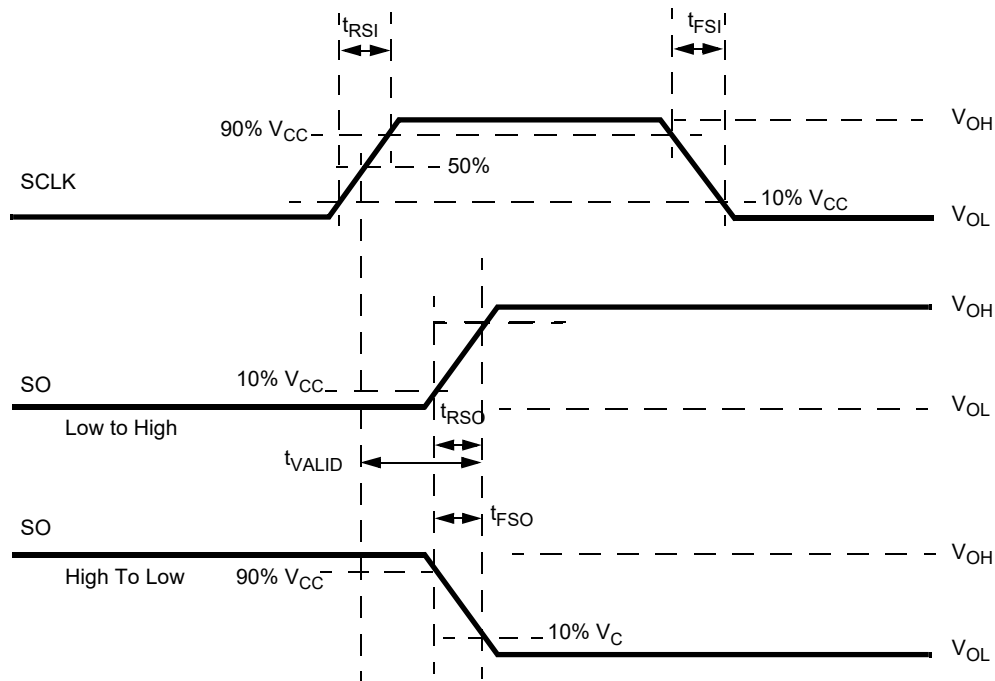 tRSI
tFSI
90% VCC
VOH
50%
SCLK
10% VCC
VOL
VOH
SO
10% VCC
tRSO
VOL
Low to High
tVALID
tFSO
SO
VOH
High To Low
90% VCC
10% VC
VOL